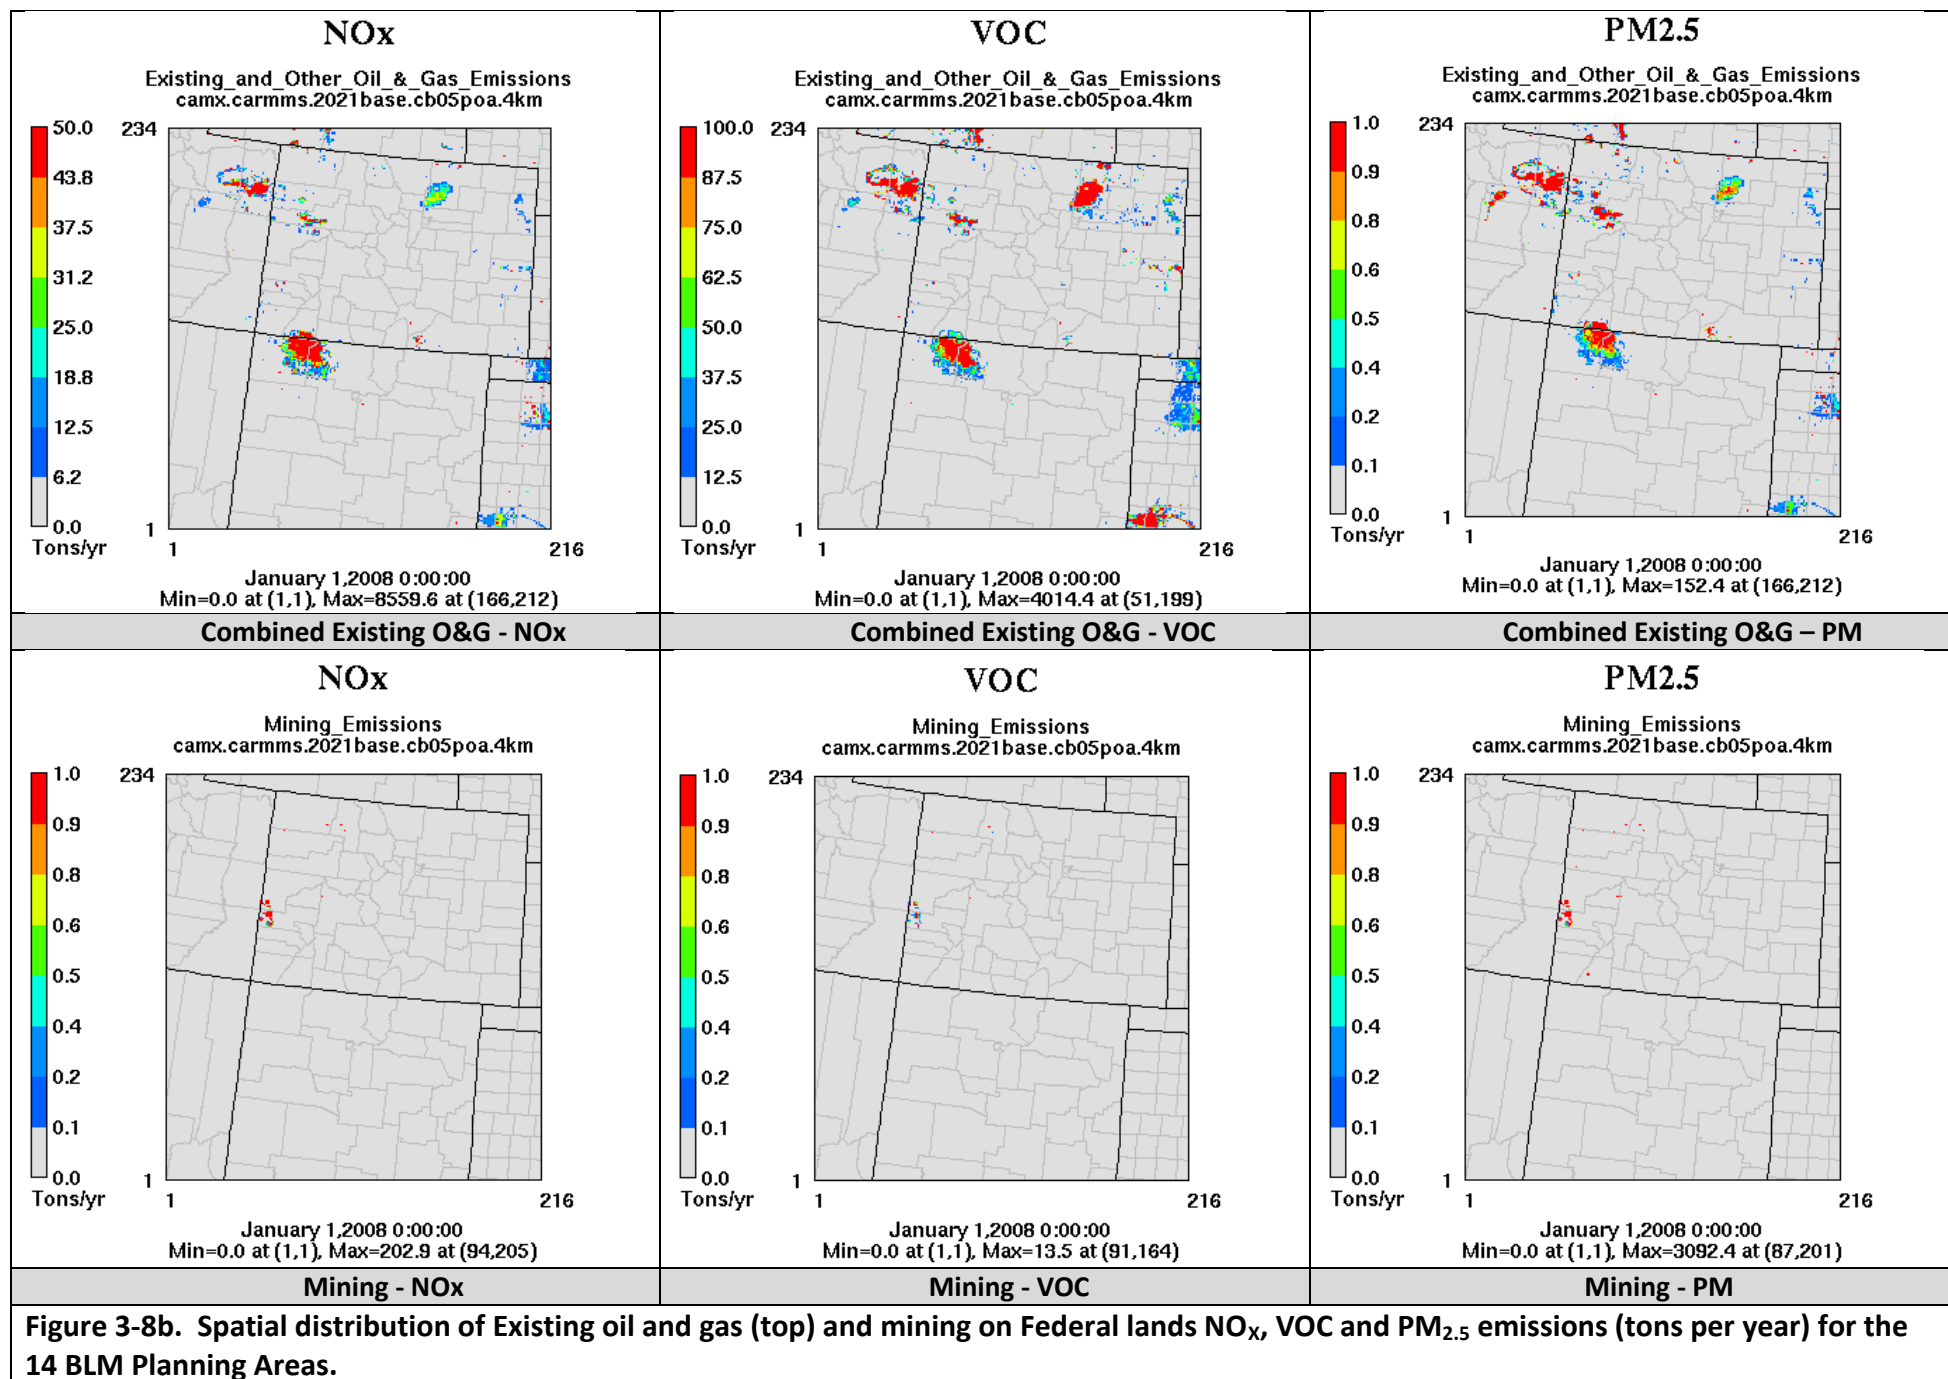 NOx
Existing_and_Other_Oil_&_Gas_Emissions
camx.carmms.2021base.cb05poa.4km
50.0
43.8
37.5
31.2
25.0
18.8
12.5
6.2
0.0
Tons/yr
234
1
1
216
January 1,2008 0:00:00
Min=0.0 at (1,1), Max=8559.6 at (166,212)
Combined Existing O&G - NOx
VOC
Existing_and_Other_Oil_&_Gas_Emissions
camx.carmms.2021base.cb05poa.4km
100.0
87.5
75.0
62.5
50.0
37.5
25.0
12.5
0.0
Tons/yr
234
1
1
216
January 1,2008 0:00:00
Min=0.0 at (1,1), Max=4014.4 at (51,199)
Combined Existing O&G - VOC
PM2.5
Existing_and_Other_Oil_&_Gas_Emissions
camx.carmms.2021base.cb05poa.4km
1.0
0.9
0.8
0.6
0.5
0.4
0.2
0.1
0.0
Tons/yr
234
1
1
216
January 1,2008 0:00:00
Min=0.0 at (1,1), Max=152.4 at (166,212)
Combined Existing O&G – PM
NOx
Mining_Emissions
camx.carmms.2021base.cb05poa.4km
1.0
0.9
0.8
0.6
0.5
0.4
0.2
0.1
0.0
Tons/yr
234
1
1
216
January 1,2008 0:00:00
Min=0.0 at (1,1), Max=202.9 at (94,205)
Mining - NOx
VOC
Mining_Emissions
camx.carmms.2021base.cb05poa.4km
1.0
0.9
0.8
0.6
0.5
0.4
0.2
0.1
0.0
Tons/yr
234
1
1
216
January 1,2008 0:00:00
Min=0.0 at (1,1), Max=13.5 at (91,164)
Mining - VOC
PM2.5
Mining_Emissions
camx.carmms.2021base.cb05poa.4km
1.0
0.9
0.8
0.6
0.5
0.4
0.2
0.1
0.0
Tons/yr
234
1
1
216
January 1,2008 0:00:00
Min=0.0 at (1,1), Max=3092.4 at (87,201)
Mining - PM
Figure 3-8b. Spatial distribution of Existing oil and gas (top) and mining on Federal lands NOX, VOC and PM2.5 emissions (tons per year) for the
14 BLM Planning Areas.